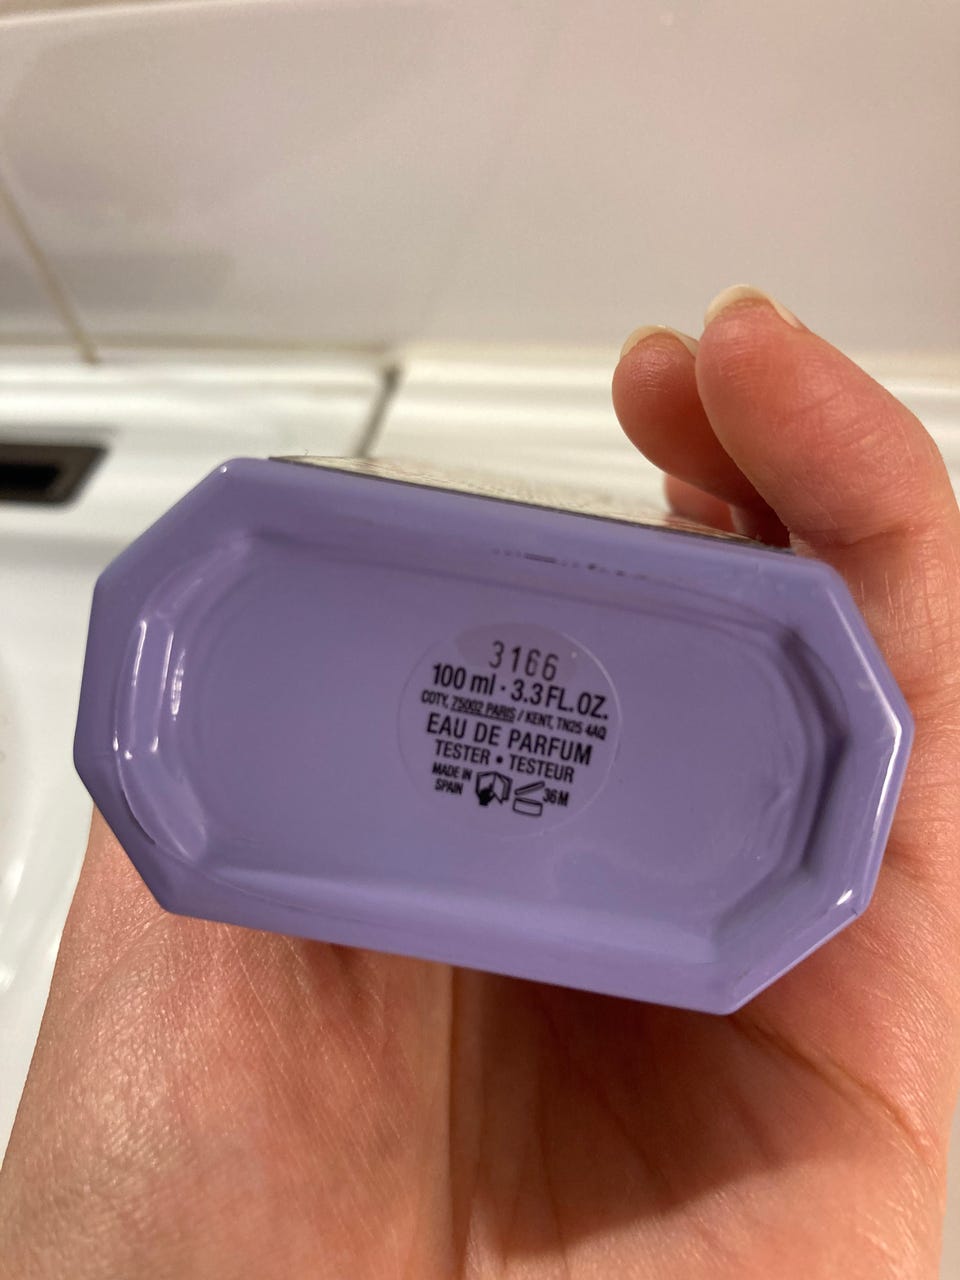 3166
100 ml · 3.3 FL. OZ.
COTY, 75002 PARIS / KENT, TN25 4AQ
EAU DE PARFUM
TESTER • TESTEUR
MADE IN
SPAIN
36M